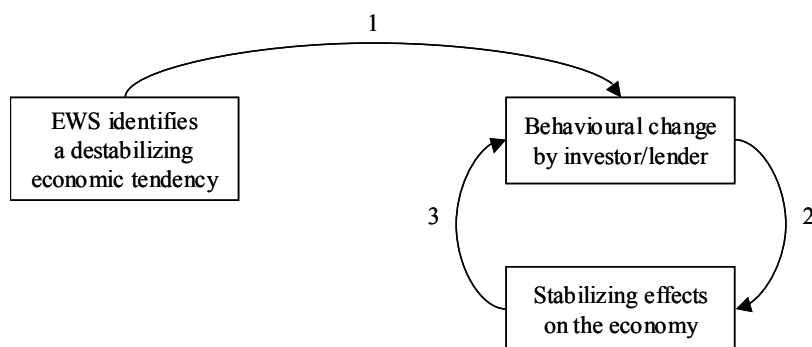 1
EWS identifies
a destabilizing
economic tendency
Behavioural change
by investor/lender
3
2
Stabilizing effects
on the economy